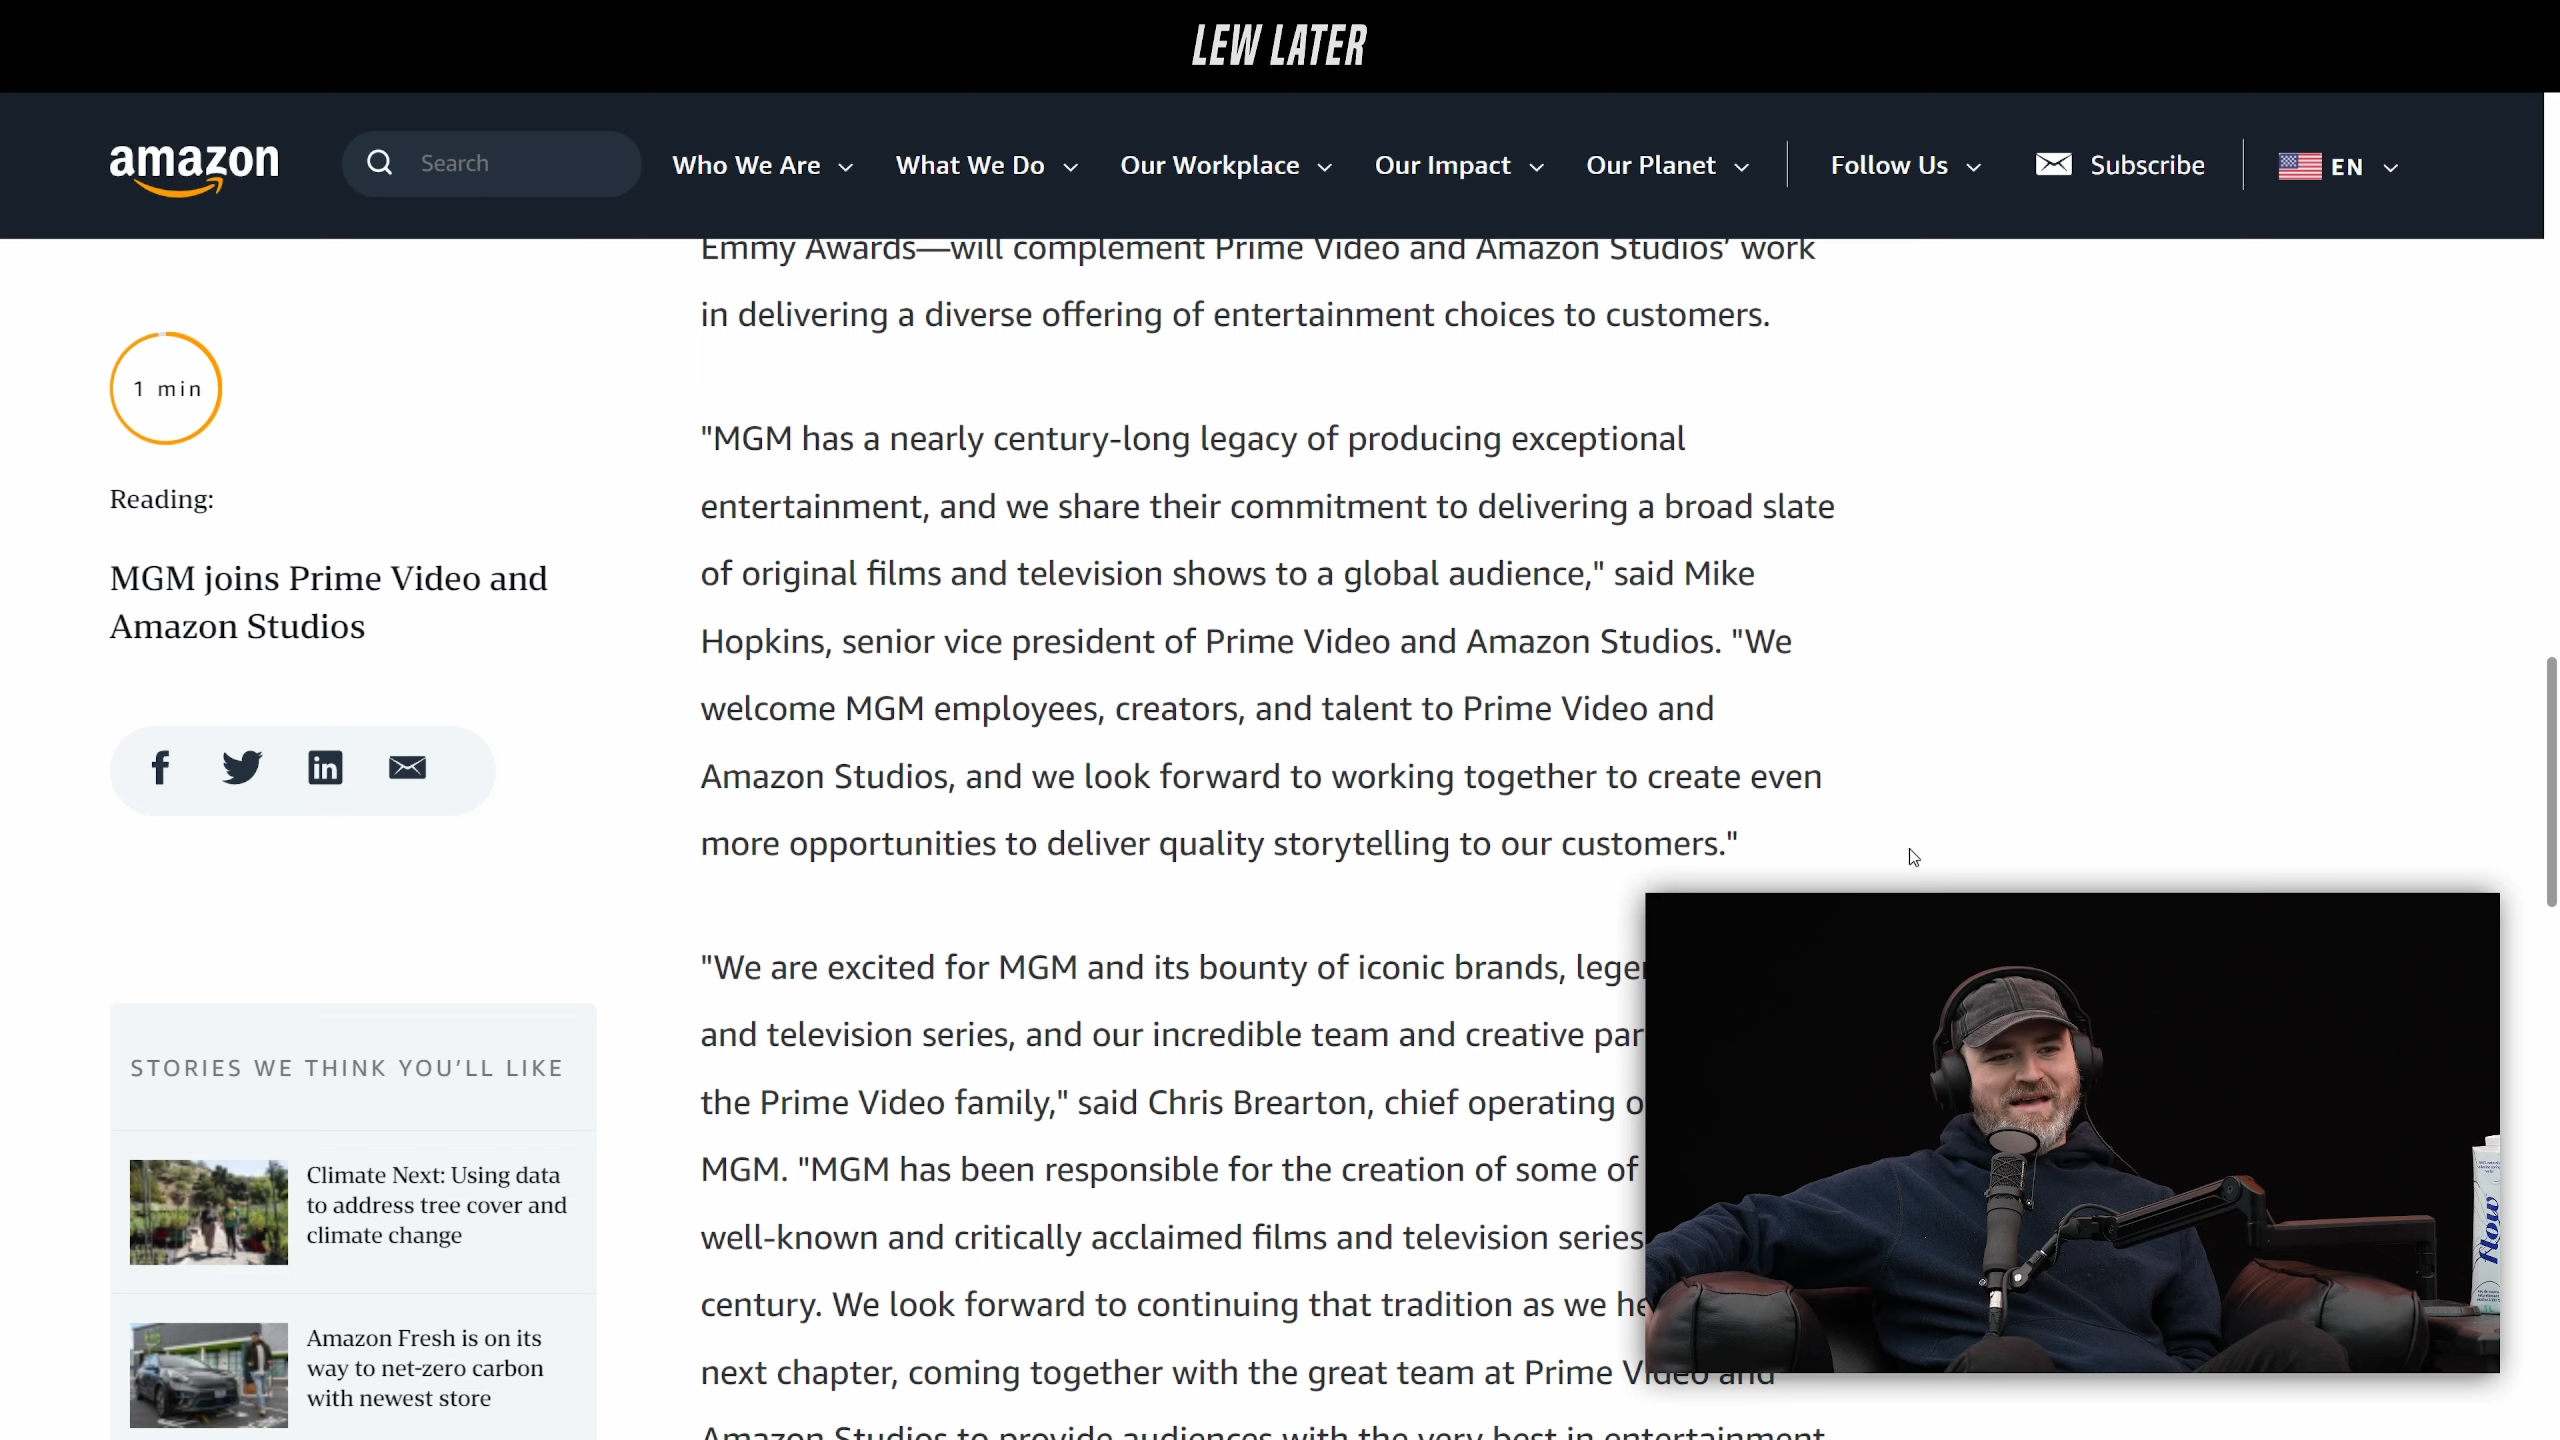 LEW LATER
amazon
Search
Who We Are
What We Do
Our Workplace
Our Impact
Our Planet
Follow Us
Subscribe
EN
1 min
Reading:
MGM joins Prime Video and
Amazon Studios
STORIES WE THINK YOU'LL LIKE
Climate Next: Using data
to address tree cover and
climate change
Amazon Fresh is on its
way to net-zero carbon
with newest store
Emmy Awards—will complement Prime Video and Amazon Studios' work
in delivering a diverse offering of entertainment choices to customers.
"MGM has a nearly century-long legacy of producing exceptional
entertainment, and we share their commitment to delivering a broad slate
of original films and television shows to a global audience," said Mike
Hopkins, senior vice president of Prime Video and Amazon Studios. "We
welcome MGM employees, creators, and talent to Prime Video and
Amazon Studios, and we look forward to working together to create even
more opportunities to deliver quality storytelling to our customers."
"We are excited for MGM and its bounty of iconic brands,
and television series, and our incredible team and creative
the Prime Video family," said Chris Brearton, chief operating
MGM. "MGM has been responsible for the creation of some of
well-known and critically acclaimed films and television series
century. We look forward to continuing that tradition as we
next chapter, coming together with the great team at Prime Video and
Amazon Studios to provide audiences with the very best in entertainment
flow